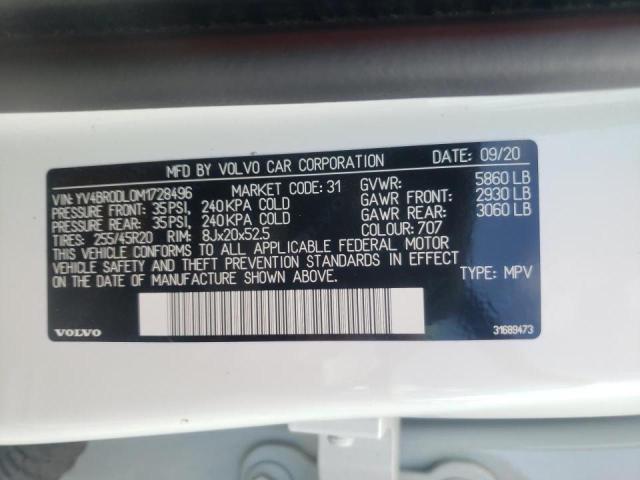 MFD BY VOLVO CAR CORPORATION DATE: 09/20
VIN: YV4BR0DL0M1728496 MARKET CODE: 31 GVWR: 5860 LB
PRESSURE FRONT: 35PSI, 240KPA COLD GAWR FRONT: 2930 LB
PRESSURE REAR: 35PSI, 240KPA COLD GAWR REAR: 3060 LB
TIRES: 255/45R20 RIM: 8Jx20x52.5 COLOUR: 707
THIS VEHICLE CONFORMS TO ALL APPLICABLE FEDERAL MOTOR
VEHICLE SAFETY AND THEFT PREVENTION STANDARDS IN EFFECT
ON THE DATE OF MANUFACTURE SHOWN ABOVE. TYPE: MPV
VOLVO 31689473